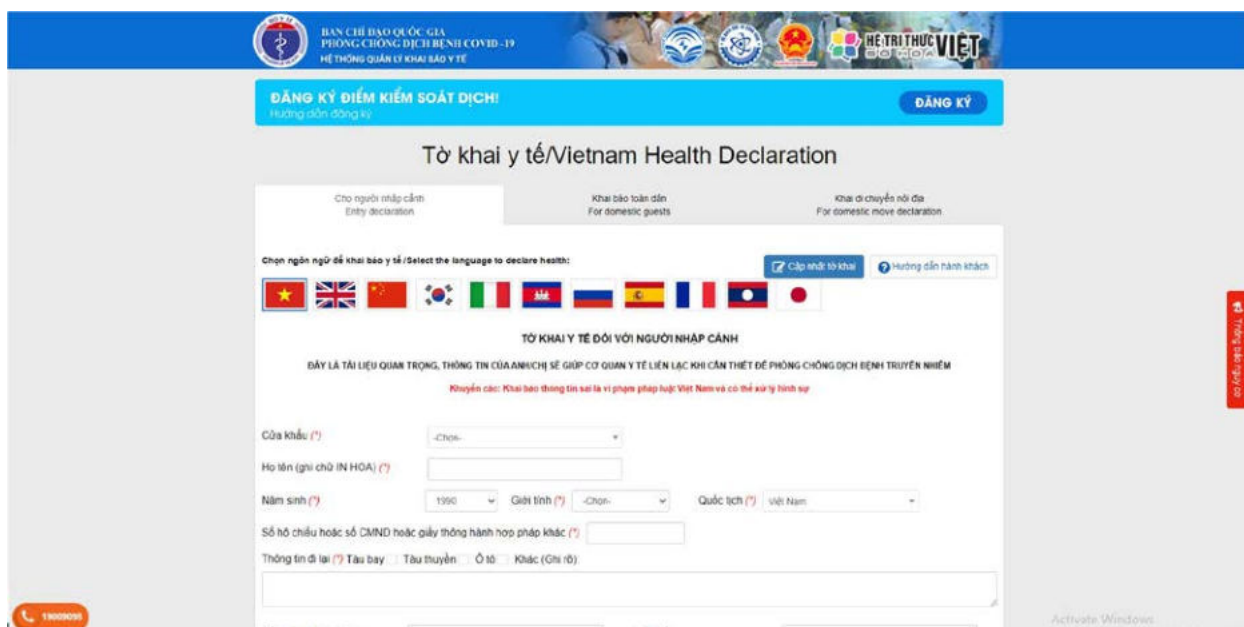 BAN CHỈ ĐẠO QUỐC GIA
PHÒNG CHỐNG DỊCH BỆNH COVID-19
HỆ THỐNG QUẢN LÝ KHAI BÁO Y TẾ
HỆ TRI THỨC VIỆT
SỐ HÓA
ĐĂNG KÝ ĐIỂM KIỂM SOÁT DỊCH!
Hướng dẫn đăng ký
ĐĂNG KÝ
Tờ khai y tế/Vietnam Health Declaration
Cho người nhập cảnh
Entry declaration
Khai báo toàn dân
For domestic guests
Khai di chuyển nội địa
For domestic move declaration
Chọn ngôn ngữ để khai báo y tế /Select the language to declare health:
Cập nhật tờ khai
Hướng dẫn hành khách
TỜ KHAI Y TẾ ĐỐI VỚI NGƯỜI NHẬP CẢNH
ĐÂY LÀ TÀI LIỆU QUAN TRỌNG, THÔNG TIN CỦA ANH/CHỊ SẼ GIÚP CƠ QUAN Y TẾ LIÊN LẠC KHI CẦN THIẾT ĐỂ PHÒNG CHỐNG DỊCH BỆNH TRUYỀN NHIỄM
Khuyến cáo: Khai báo thông tin sai là vi phạm pháp luật Việt Nam và có thể xử lý hình sự
Cửa khẩu (*) -Chọn-
Họ tên (ghi chữ IN HOA) (*)
Năm sinh (*) 1990 Giới tính (*) -Chọn- Quốc tịch (*) Việt Nam
Số hộ chiếu hoặc số CMND hoặc giấy thông hành hợp pháp khác (*)
Thông tin đi lại (*) Tàu bay Tàu thuyền Ô tô Khác (Ghi rõ)
Thông báo nguy cơ
19009095
Activate Windows